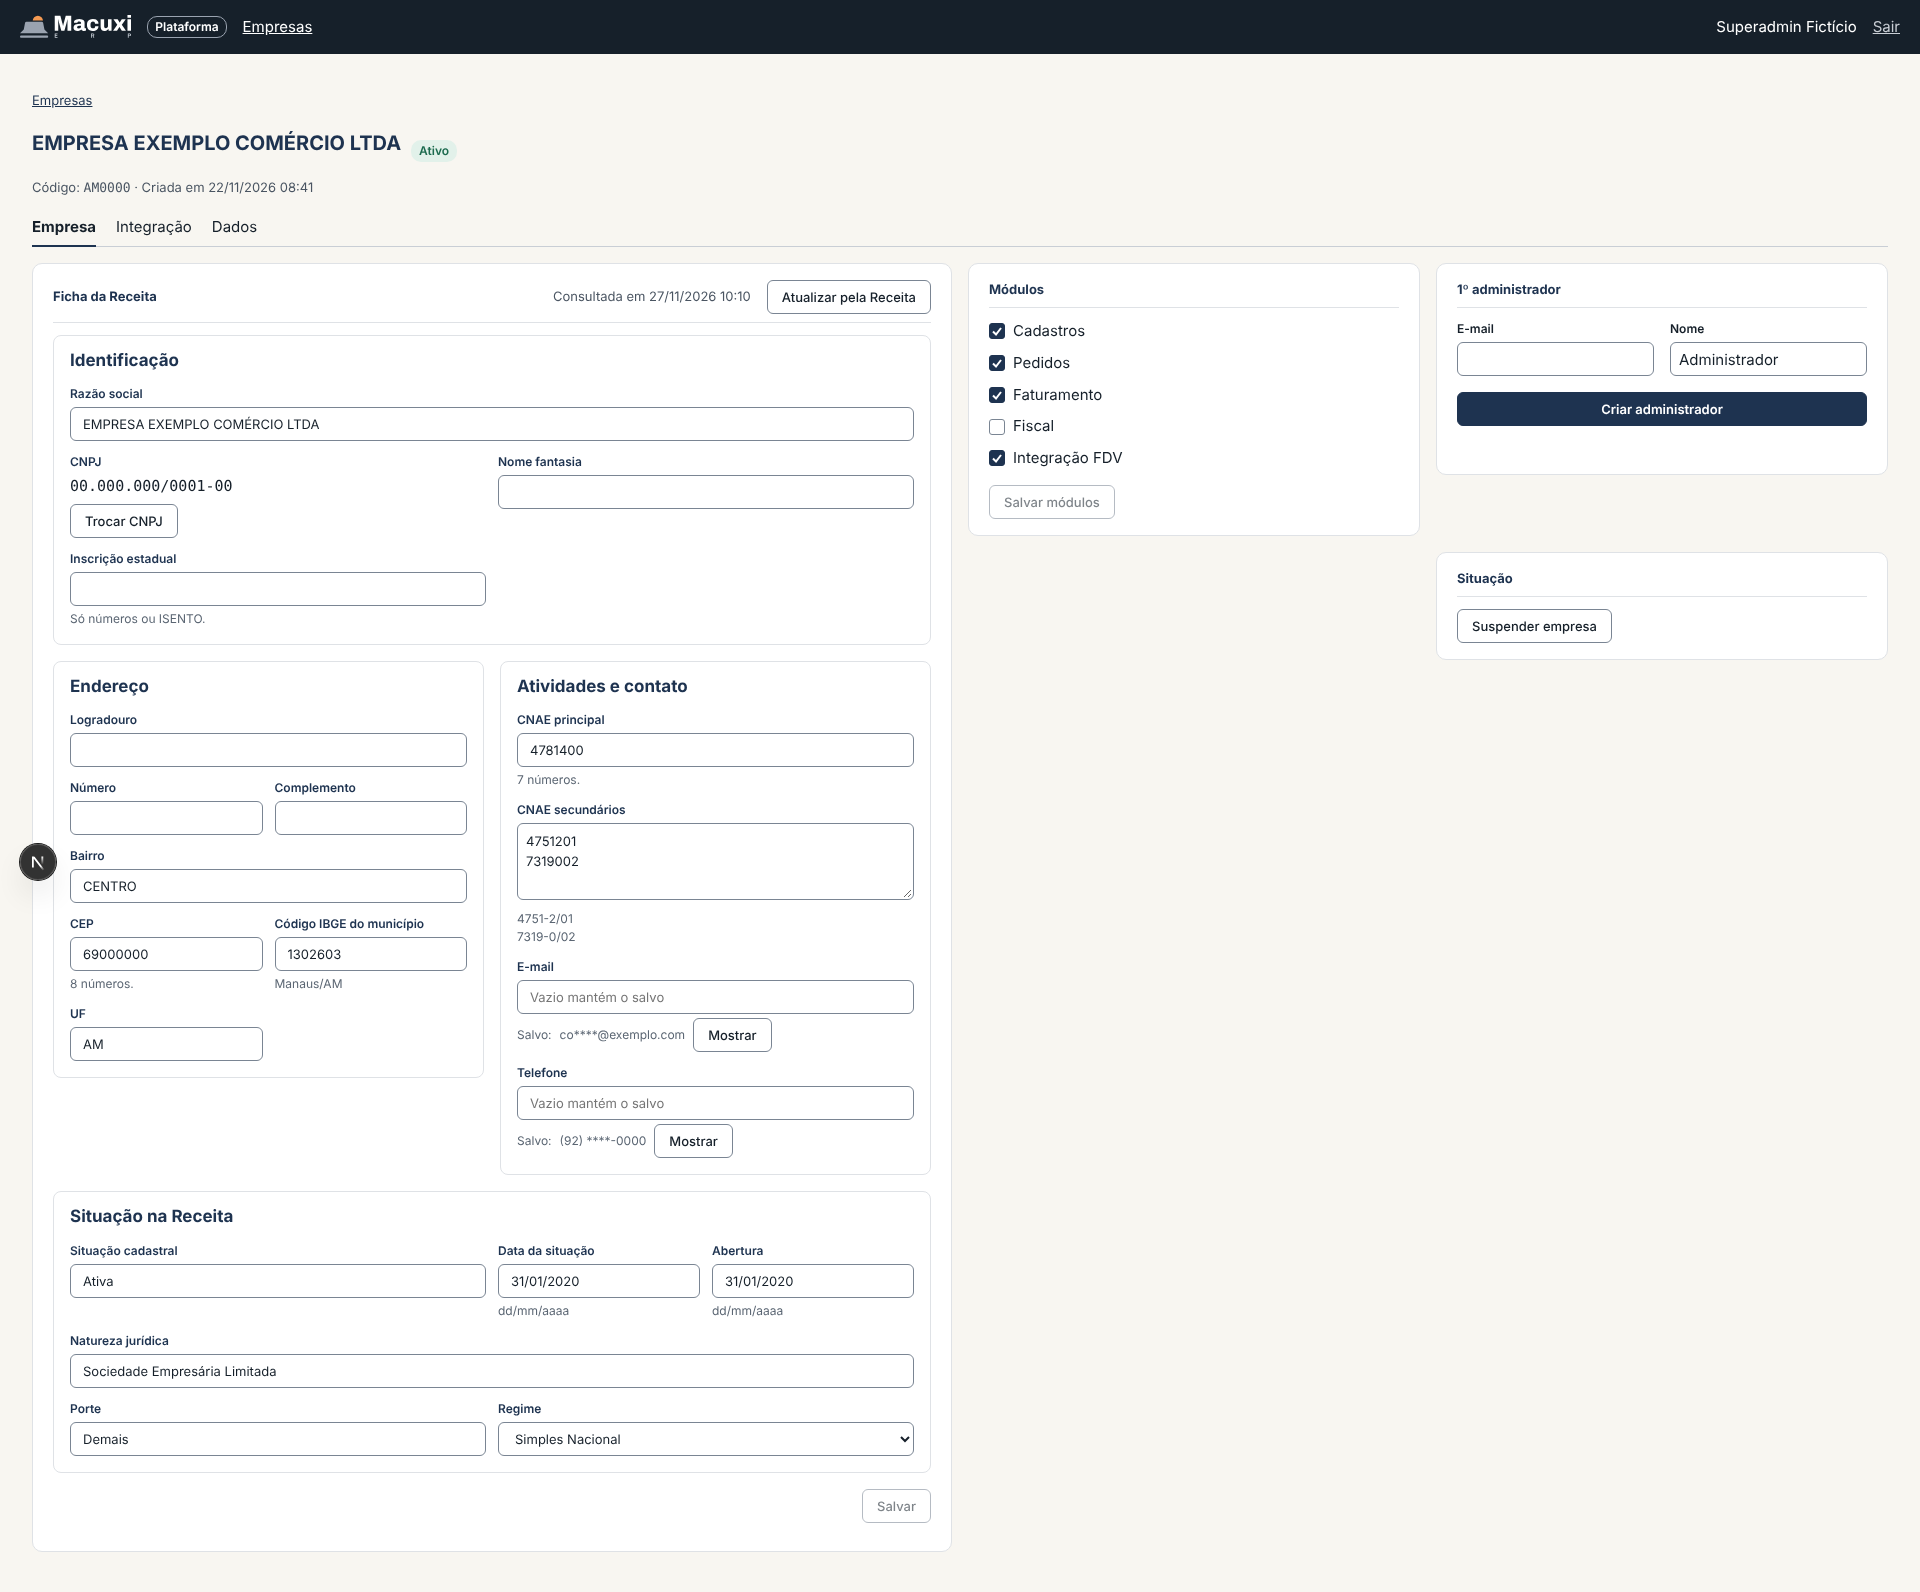 Macuxi
E R P
Plataforma
Empresas
Superadmin Fictício
Sair
Empresas
EMPRESA EXEMPLO COMÉRCIO LTDA
Ativo
Código: AM0000 · Criada em 22/11/2026 08:41
Empresa
Integração
Dados
Ficha da Receita
Consultada em 27/11/2026 10:10
Atualizar pela Receita
Identificação
Razão social
EMPRESA EXEMPLO COMÉRCIO LTDA
CNPJ
00.000.000/0001-00
Trocar CNPJ
Nome fantasia
Inscrição estadual
Só números ou ISENTO.
Endereço
Logradouro
Número
Complemento
Bairro
CENTRO
CEP
69000000
8 números.
Código IBGE do município
1302603
Manaus/AM
UF
AM
N
Atividades e contato
CNAE principal
4781400
7 números.
CNAE secundários
4751201
7319002
4751-2/01
7319-0/02
E-mail
Vazio mantém o salvo
Salvo: co****@exemplo.com
Mostrar
Telefone
Vazio mantém o salvo
Salvo: (92) ****-0000
Mostrar
Situação na Receita
Situação cadastral
Ativa
Data da situação
31/01/2020
dd/mm/aaaa
Abertura
31/01/2020
dd/mm/aaaa
Natureza jurídica
Sociedade Empresária Limitada
Porte
Demais
Regime
Simples Nacional
Salvar
Módulos
Cadastros
Pedidos
Faturamento
Fiscal
Integração FDV
Salvar módulos
1º administrador
E-mail
Nome
Administrador
Criar administrador
Situação
Suspender empresa